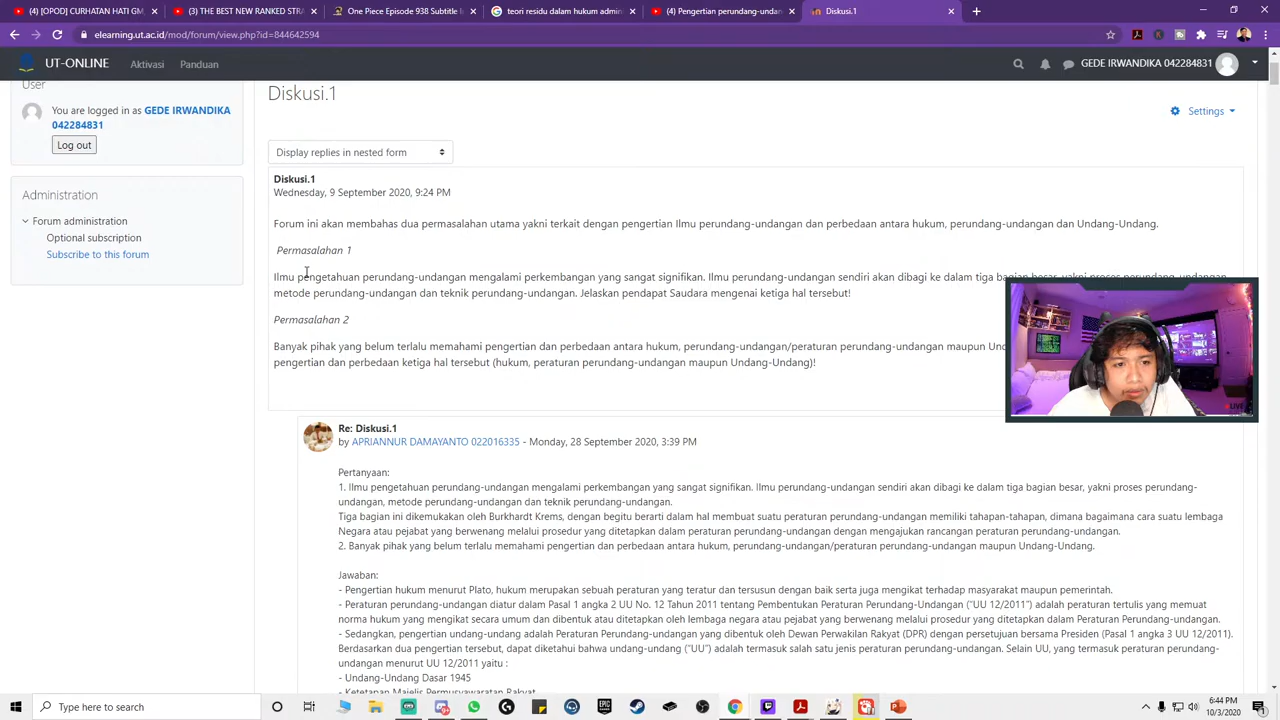 (4) [OPOD] CURHATAN HATI GM
(3) THE BEST NEW RANKED STRA
One Piece Episode 938 Subtitle I
teori residu dalam hukum admin
(4) Pengertian perundang-undan
Diskusi.1
elearning.ut.ac.id/mod/forum/view.php?id=844642594
UT-ONLINE Aktivasi Panduan
GEDE IRWANDIKA 042284831
User
You are logged in as GEDE IRWANDIKA
042284831
Log out
Administration
Forum administration
Optional subscription
Subscribe to this forum
Diskusi.1
Settings
Display replies in nested form
Diskusi.1
Wednesday, 9 September 2020, 9:24 PM
Forum ini akan membahas dua permasalahan utama yakni terkait dengan pengertian Ilmu perundang-undangan dan perbedaan antara hukum, perundang-undangan dan Undang-Undang.
Permasalahan 1
Ilmu pengetahuan perundang-undangan mengalami perkembangan yang sangat signifikan. Ilmu perundang-undangan sendiri akan dibagi ke dalam tiga bagian besar, yakni proses perundang-undangan,
metode perundang-undangan dan teknik perundang-undangan. Jelaskan pendapat Saudara mengenai ketiga hal tersebut!
Permasalahan 2
Banyak pihak yang belum terlalu memahami pengertian dan perbedaan antara hukum, perundang-undangan/peraturan perundang-undangan maupun
pengertian dan perbedaan ketiga hal tersebut (hukum, peraturan perundang-undangan maupun Undang-Undang)!
Re: Diskusi.1
by APRIANNUR DAMAYANTO 022016335 - Monday, 28 September 2020, 3:39 PM
Pertanyaan:
1. Ilmu pengetahuan perundang-undangan mengalami perkembangan yang sangat signifikan. Ilmu perundang-undangan sendiri akan dibagi ke dalam tiga bagian besar, yakni proses perundang-
undangan, metode perundang-undangan dan teknik perundang-undangan.
Tiga bagian ini dikemukakan oleh Burkhardt Krems, dengan begitu berarti dalam hal membuat suatu peraturan perundang-undangan memiliki tahapan-tahapan, dimana bagaimana cara suatu lembaga
Negara atau pejabat yang berwenang melalui prosedur yang ditetapkan dalam peraturan perundang-undangan dengan mengajukan rancangan peraturan perundang-undangan.
2. Banyak pihak yang belum terlalu memahami pengertian dan perbedaan antara hukum, perundang-undangan/peraturan perundang-undangan maupun Undang-Undang.
Jawaban:
- Pengertian hukum menurut Plato, hukum merupakan sebuah peraturan yang teratur dan tersusun dengan baik serta juga mengikat terhadap masyarakat maupun pemerintah.
- Peraturan perundang-undangan diatur dalam Pasal 1 angka 2 UU No. 12 Tahun 2011 tentang Pembentukan Peraturan Perundang-Undangan ("UU 12/2011") adalah peraturan tertulis yang memuat
norma hukum yang mengikat secara umum dan dibentuk atau ditetapkan oleh lembaga negara atau pejabat yang berwenang melalui prosedur yang ditetapkan dalam Peraturan Perundang-undangan.
- Sedangkan, pengertian undang-undang adalah Peraturan Perundang-undangan yang dibentuk oleh Dewan Perwakilan Rakyat (DPR) dengan persetujuan bersama Presiden (Pasal 1 angka 3 UU 12/2011).
Berdasarkan dua pengertian tersebut, dapat diketahui bahwa undang-undang ("UU") adalah termasuk salah satu jenis peraturan perundang-undangan. Selain UU, yang termasuk peraturan perundang-
undangan menurut UU 12/2011 yaitu :
- Undang-Undang Dasar 1945
- Ketetapan Majelis Permusyawaratan Rakyat
LIVE
Type here to search
6:44 PM
10/3/2020